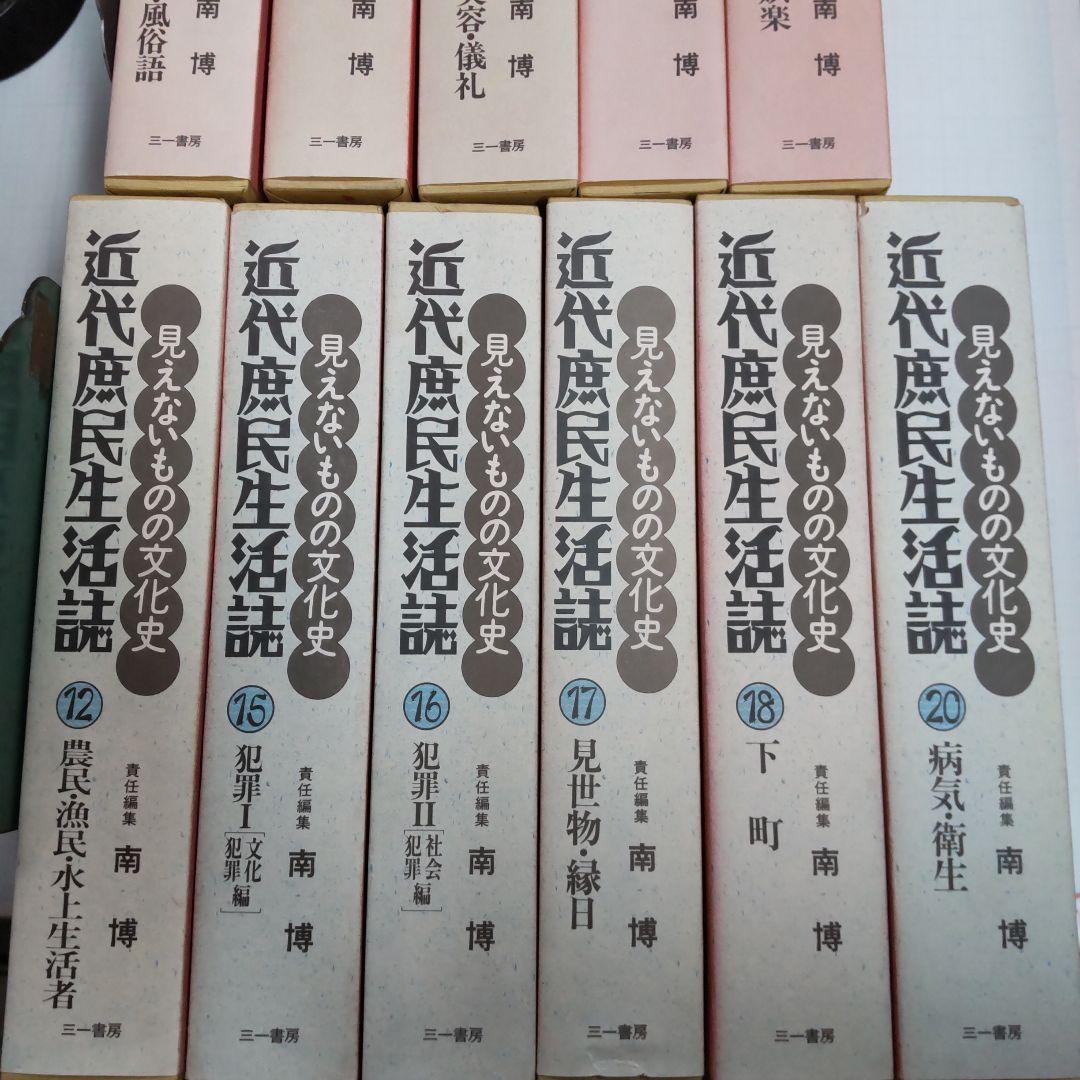 ・風俗語
南博
三一書房
南博
三一書房
美容・儀礼
南博
三一書房
南博
三一書房
娯楽
南博
三一書房
近代庶民生活誌
見えないものの文化史
12
農民・漁民・水上生活者
責任編集
南博
三一書房
近代庶民生活誌
見えないものの文化史
15
犯罪I
[文化犯罪編]
責任編集
南博
三一書房
近代庶民生活誌
見えないものの文化史
16
犯罪II
[社会犯罪編]
責任編集
南博
三一書房
近代庶民生活誌
見えないものの文化史
17
見世物・縁日
責任編集
南博
三一書房
近代庶民生活誌
見えないものの文化史
18
下町
責任編集
南博
三一書房
近代庶民生活誌
見えないものの文化史
20
病気・衛生
責任編集
南博
三一書房